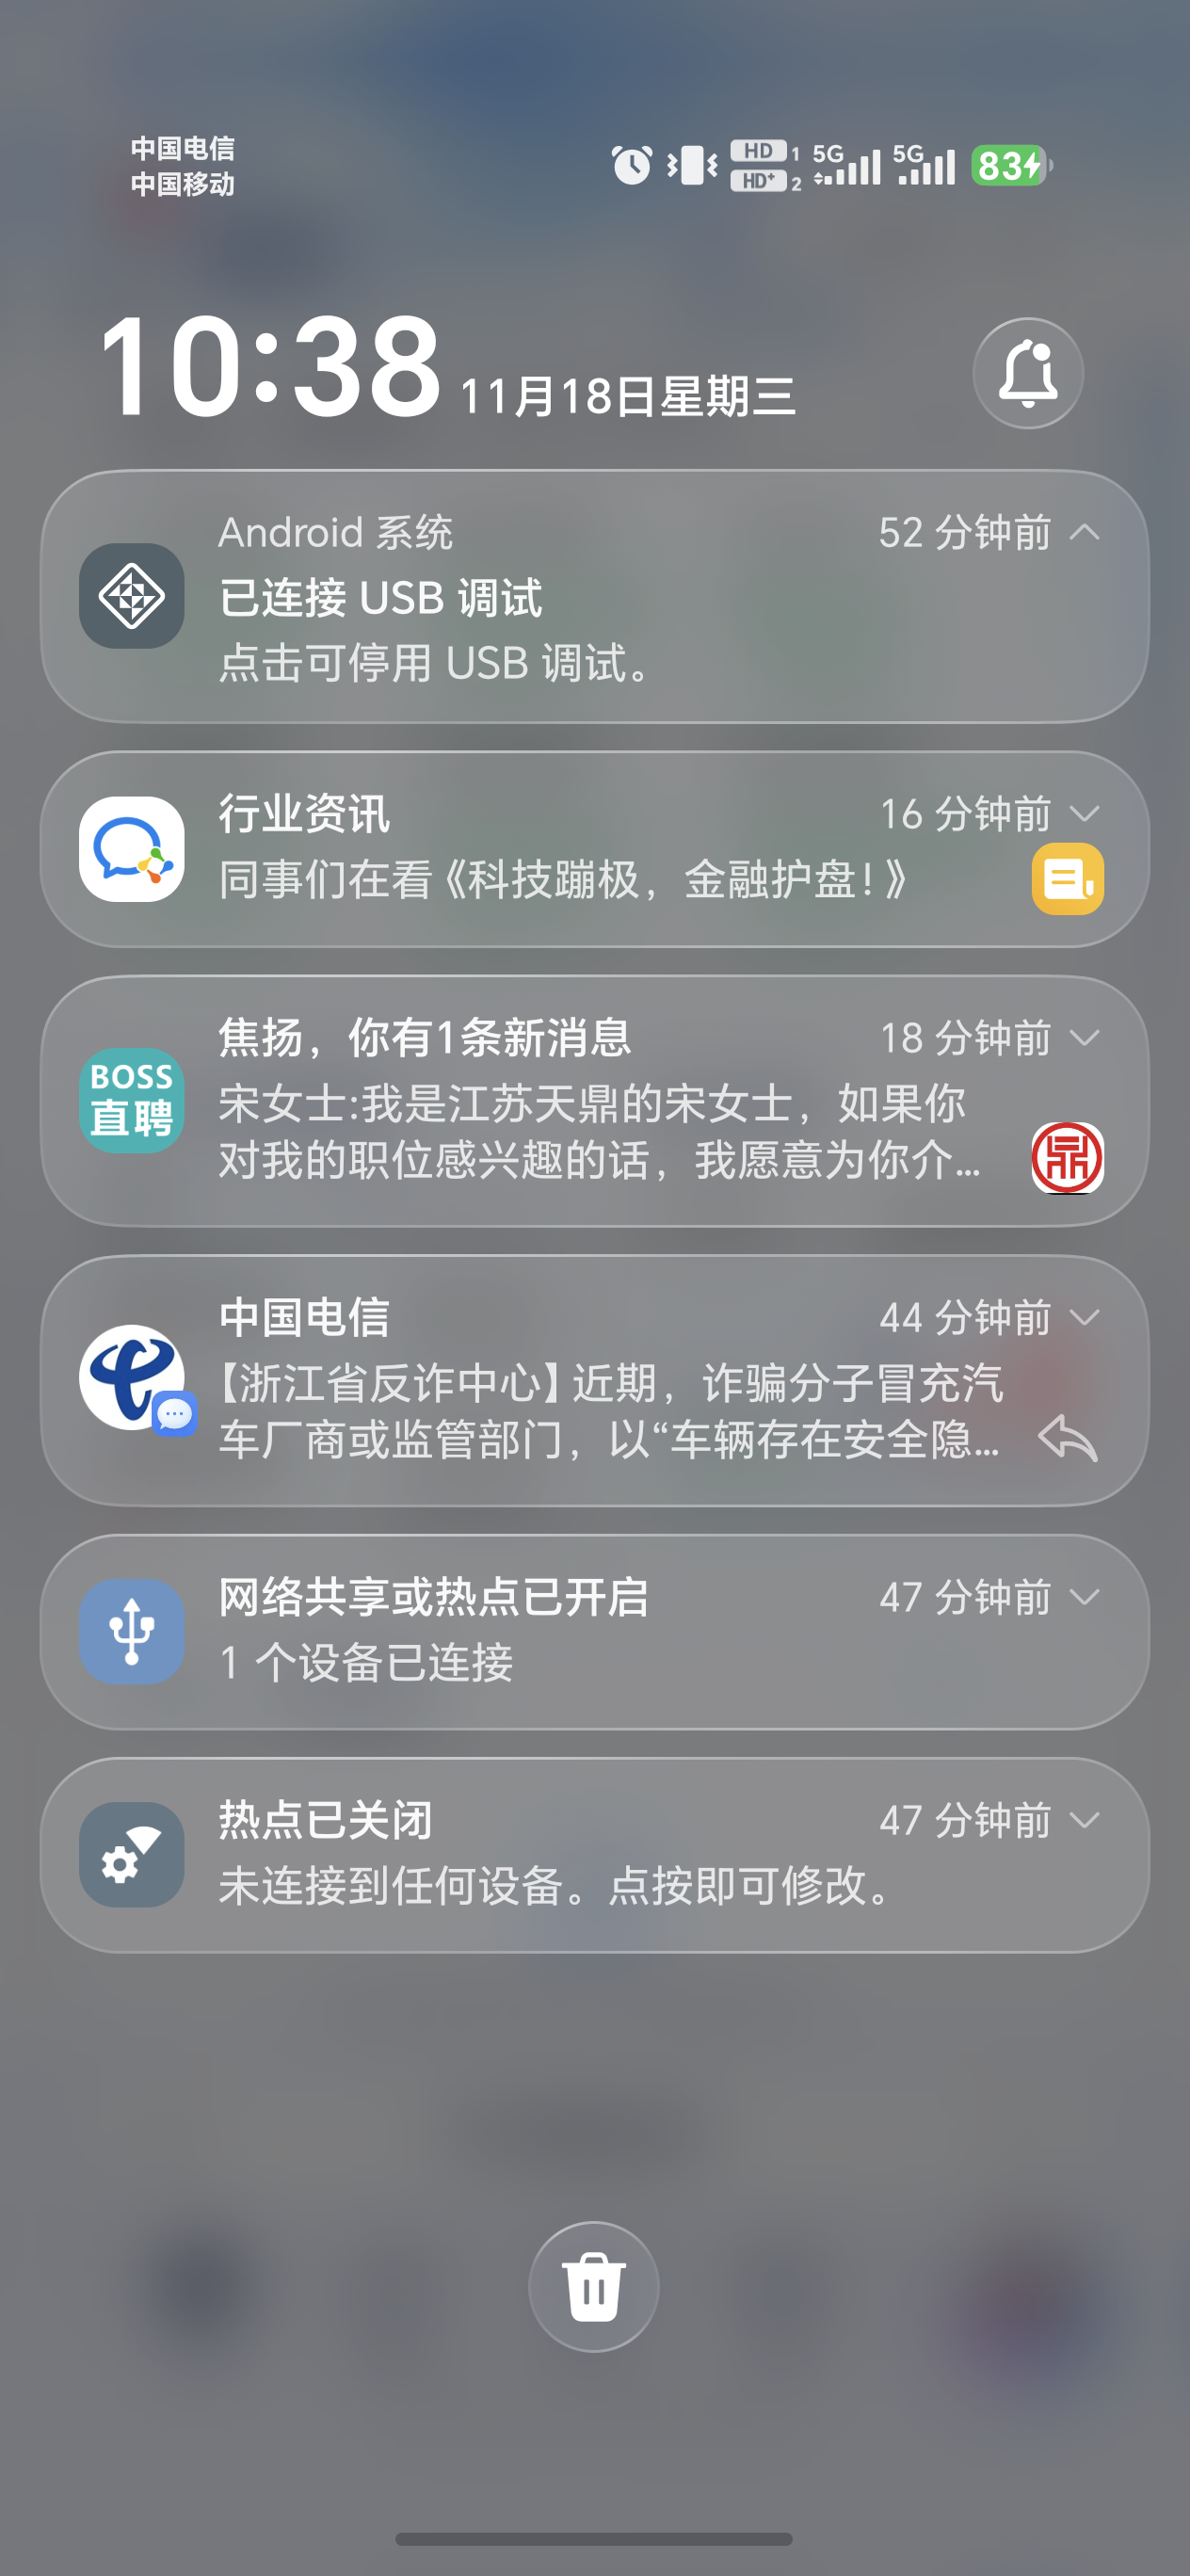 中国电信
中国移动
HD 1 5G 5G 83
HD+ 2
10:38 11月18日星期三
Android 系统 52 分钟前
已连接 USB 调试
点击可停用 USB 调试。
行业资讯 16 分钟前
同事们在看《科技蹦极，金融护盘！》
焦扬，你有1条新消息 18 分钟前
BOSS
直聘
宋女士:我是江苏天鼎的宋女士，如果你
对我的职位感兴趣的话，我愿意为你介...
鼎
中国电信 44 分钟前
【浙江省反诈中心】近期，诈骗分子冒充汽
车厂商或监管部门，以“车辆存在安全隐...
网络共享或热点已开启 47 分钟前
1 个设备已连接
热点已关闭 47 分钟前
未连接到任何设备。点按即可修改。